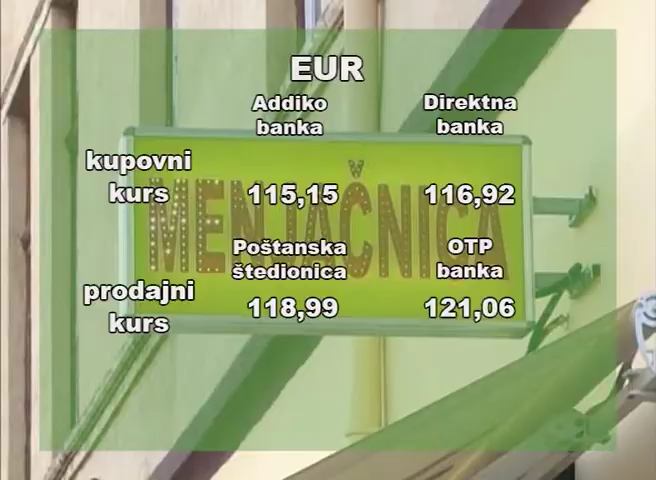 EUR
Addiko banka
Direktna banka
kupovni kurs
115,15
116,92
MENJAČNICA
Poštanska štedionica
OTP banka
prodajni kurs
118,99
121,06